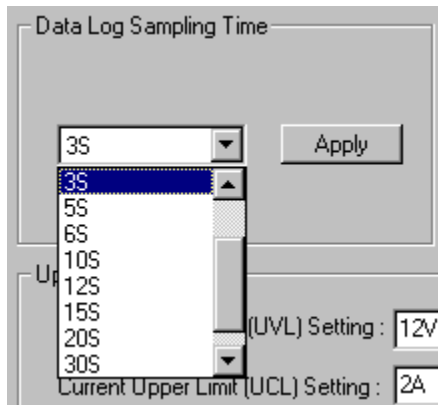 Data Log Sampling Time
3S
Apply
3S
5S
6S
10S
12S
15S
20S
30S
(UVL) Setting : 12V
Current Upper Limit (UCL) Setting : 2A